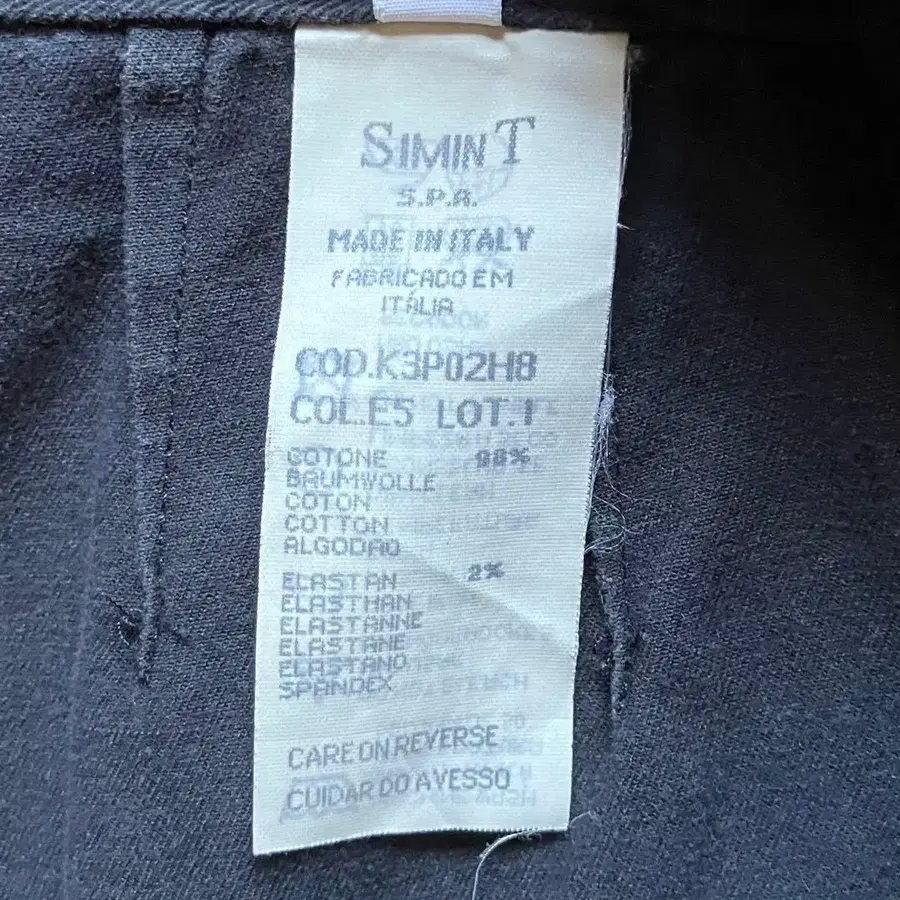 SIMINT
S.P.A.
MADE IN ITALY
FABRICADO EM
ITÁLIA
COD.K3P02H8
COL.E5 LOT.1
COTONE 98%
BAUMWOLLE
COTON
COTTON
ALGODAO
ELASTAN 2%
ELASTHAN
ELASTANNE
ELASTANE
ELASTANO
SPANDEX
CARE ON REVERSE
CUIDAR DO AVESSO